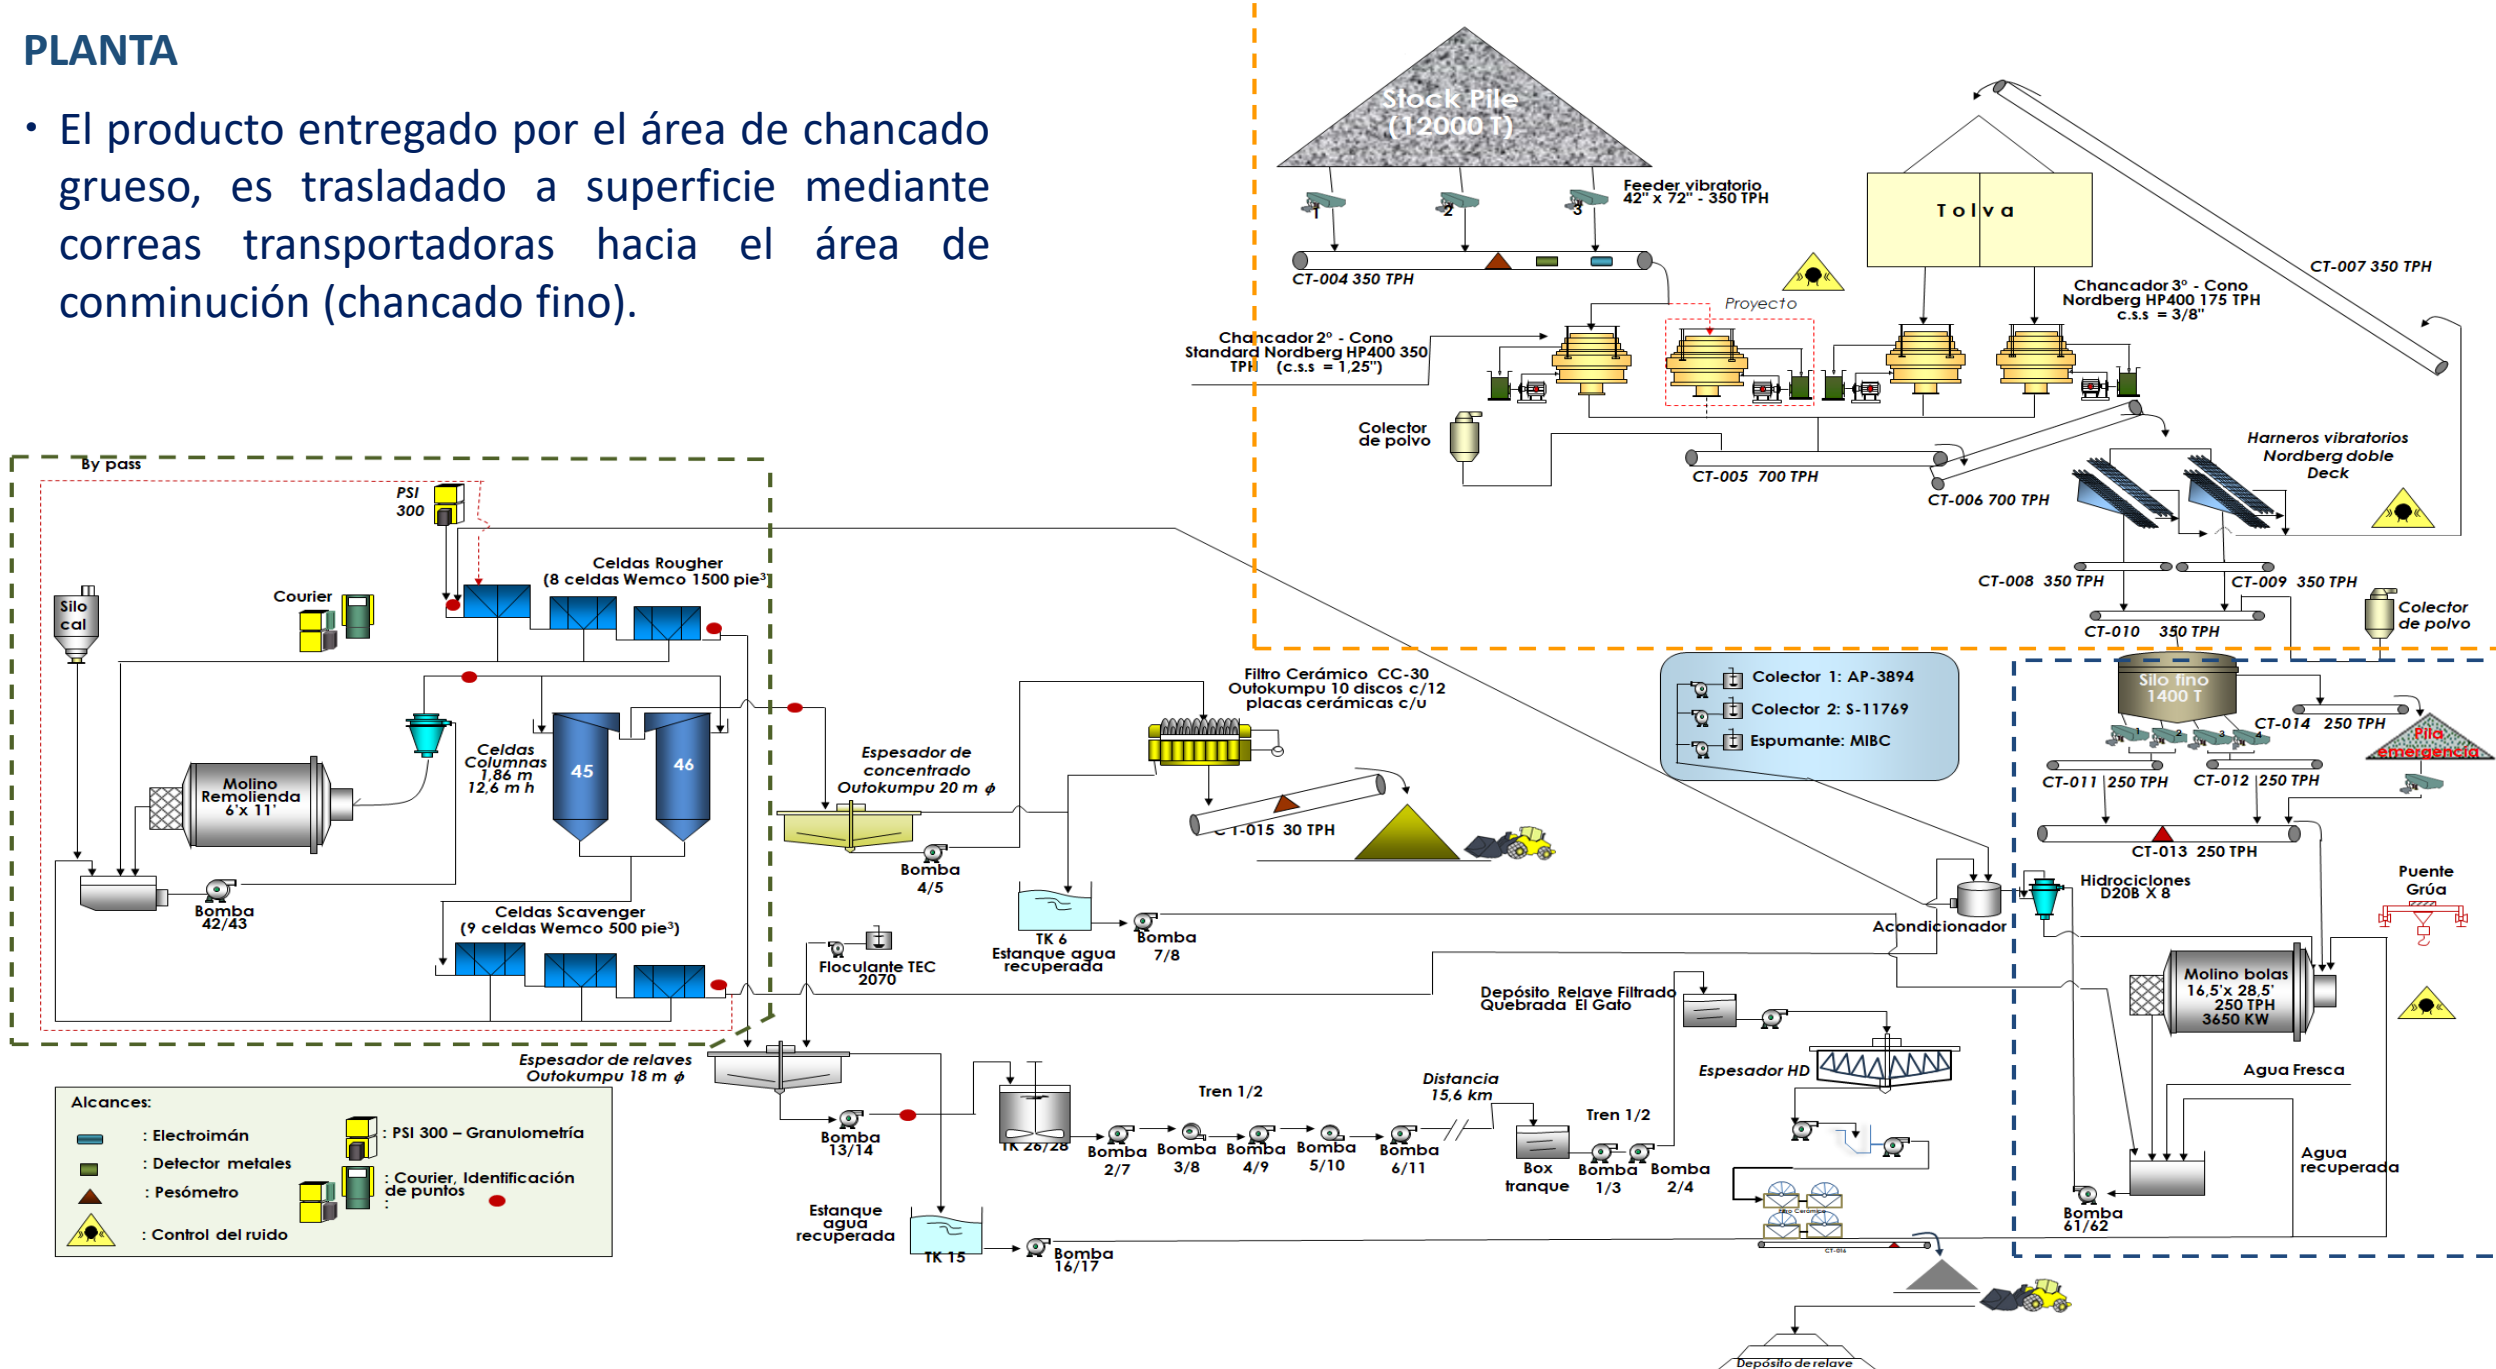 PLANTA
• El producto entregado por el área de chancado
grueso, es trasladado a superficie mediante
correas transportadoras hacia el área de
conminución (chancado fino).
Stock Pile
(12000 T)
1
2
3
Feeder vibratorio
42" x 72" - 350 TPH
CT-004 350 TPH
Tolva
CT-007 350 TPH
Proyecto
Chancador 3º - Cono
Nordberg HP400 175 TPH
c.s.s = 3/8"
Chancador 2º - Cono
Standard Nordberg HP400 350
TPH (c.s.s = 1,25")
Colector
de polvo
CT-005 700 TPH
CT-006 700 TPH
Harneros vibratorios
Nordberg doble
Deck
CT-008 350 TPH
CT-009 350 TPH
CT-010 350 TPH
Colector
de polvo
By pass
PSI
300
Celdas Rougher
(8 celdas Wemco 1500 pie³)
Courier
Silo
cal
Celdas
Columnas
1,86 m
12,6 m h
45
46
Molino
Remolienda
6'x 11'
Bomba
42/43
Celdas Scavenger
(9 celdas Wemco 500 pie³)
Filtro Cerámico CC-30
Outokumpu 10 discos c/12
placas cerámicas c/u
Espesador de
concentrado
Outokumpu 20 m ϕ
CT-015 30 TPH
Bomba
4/5
TK 6
Estanque agua
recuperada
Bomba
7/8
Floculante TEC
2070
Colector 1: AP-3894
Colector 2: S-11769
Espumante: MIBC
Silo fino
1400 T
1
2
3
4
CT-014 250 TPH
Pila
emergencia
CT-011 250 TPH
CT-012 250 TPH
CT-013 250 TPH
Hidrociclones
D20B X 8
Puente
Grúa
Acondicionador
Molino bolas
16,5'x 28,5'
250 TPH
3650 KW
Agua Fresca
Agua
recuperada
Bomba
61/62
Depósito Relave Filtrado
Quebrada El Gato
Espesador HD
Espesador de relaves
Outokumpu 18 m ϕ
Bomba
13/14
TK 26/28
Tren 1/2
Bomba
2/7
Bomba
3/8
Bomba
4/9
Bomba
5/10
Bomba
6/11
Distancia
15,6 km
Box
tranque
Tren 1/2
Bomba
1/3
Bomba
2/4
Filtro Cerámico
CT-016
Estanque
agua
recuperada
TK 15
Bomba
16/17
Depósito de relave
Alcances:
: Electroimán
: Detector metales
: Pesómetro
: Control del ruido
: PSI 300 – Granulometría
: Courier, Identificación
de puntos
: